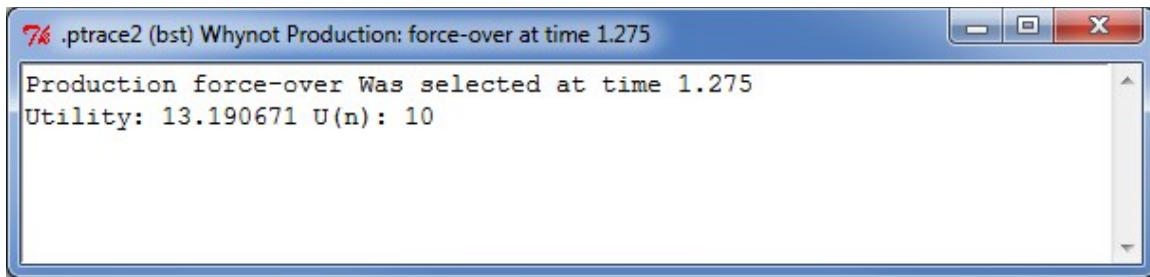 .ptrace2 (bst) Whynot Production: force-over at time 1.275
Production force-over Was selected at time 1.275
Utility: 13.190671 U(n): 10